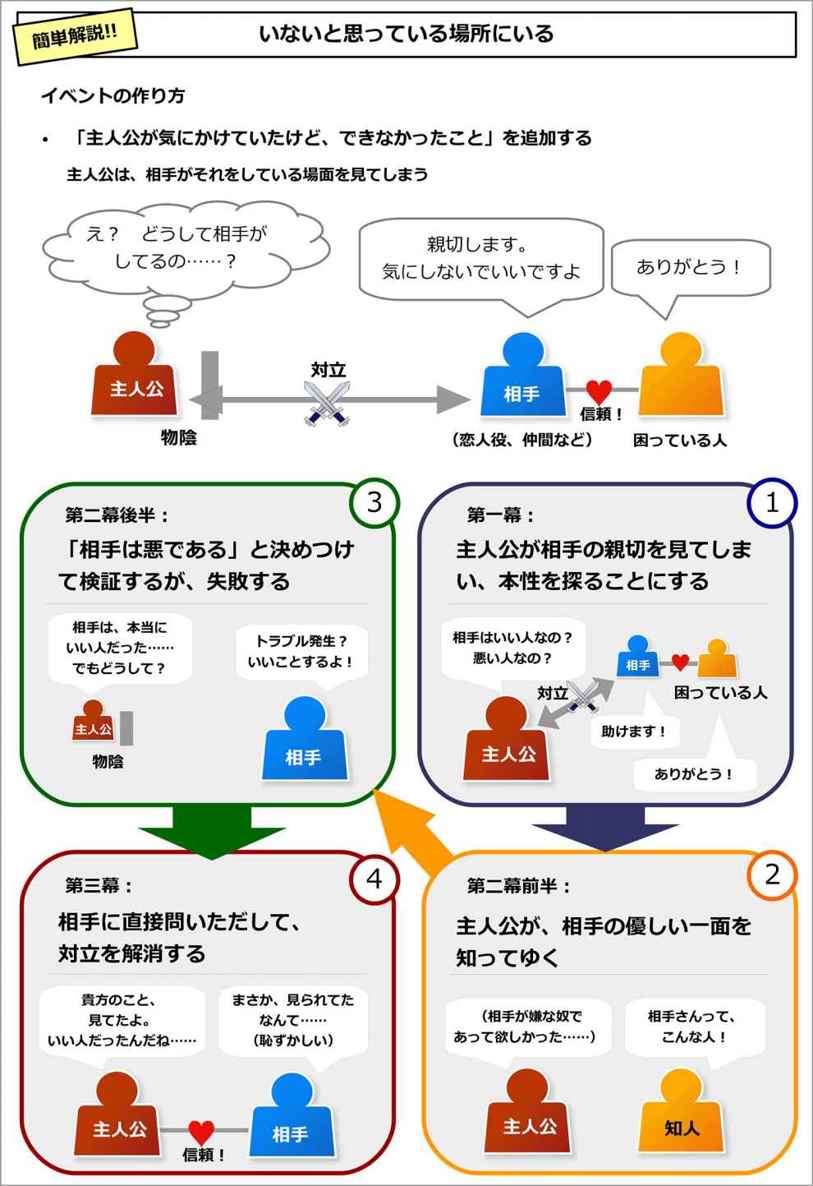 簡単解説!!
いないと思っている場所にいる
イベントの作り方
• 「主人公が気にかけていたけど、できなかったこと」を追加する
主人公は、相手がそれをしている場面を見てしまう
え？　どうして相手が
してるの……？
親切します。
気にしないでいいですよ
ありがとう！
主人公
物陰
対立
相手
（恋人役、仲間など）
信頼！
困っている人
1
第一幕：
主人公が相手の親切を見てしま
い、本性を探ることにする
相手はいい人なの？
悪い人なの？
対立
相手
困っている人
主人公
助けます！
ありがとう！
2
第二幕前半：
主人公が、相手の優しい一面を
知ってゆく
（相手が嫌な奴で
あって欲しかった……）
相手さんって、
こんな人！
主人公
知人
3
第二幕後半：
「相手は悪である」と決めつけ
て検証するが、失敗する
相手は、本当に
いい人だった……
でもどうして？
トラブル発生？
いいことするよ！
主人公
物陰
相手
4
第三幕：
相手に直接問いただして、
対立を解消する
貴方のこと、
見てたよ。
いい人だったんだね……
まさか、見られてた
なんて……
（恥ずかしい）
主人公
信頼！
相手